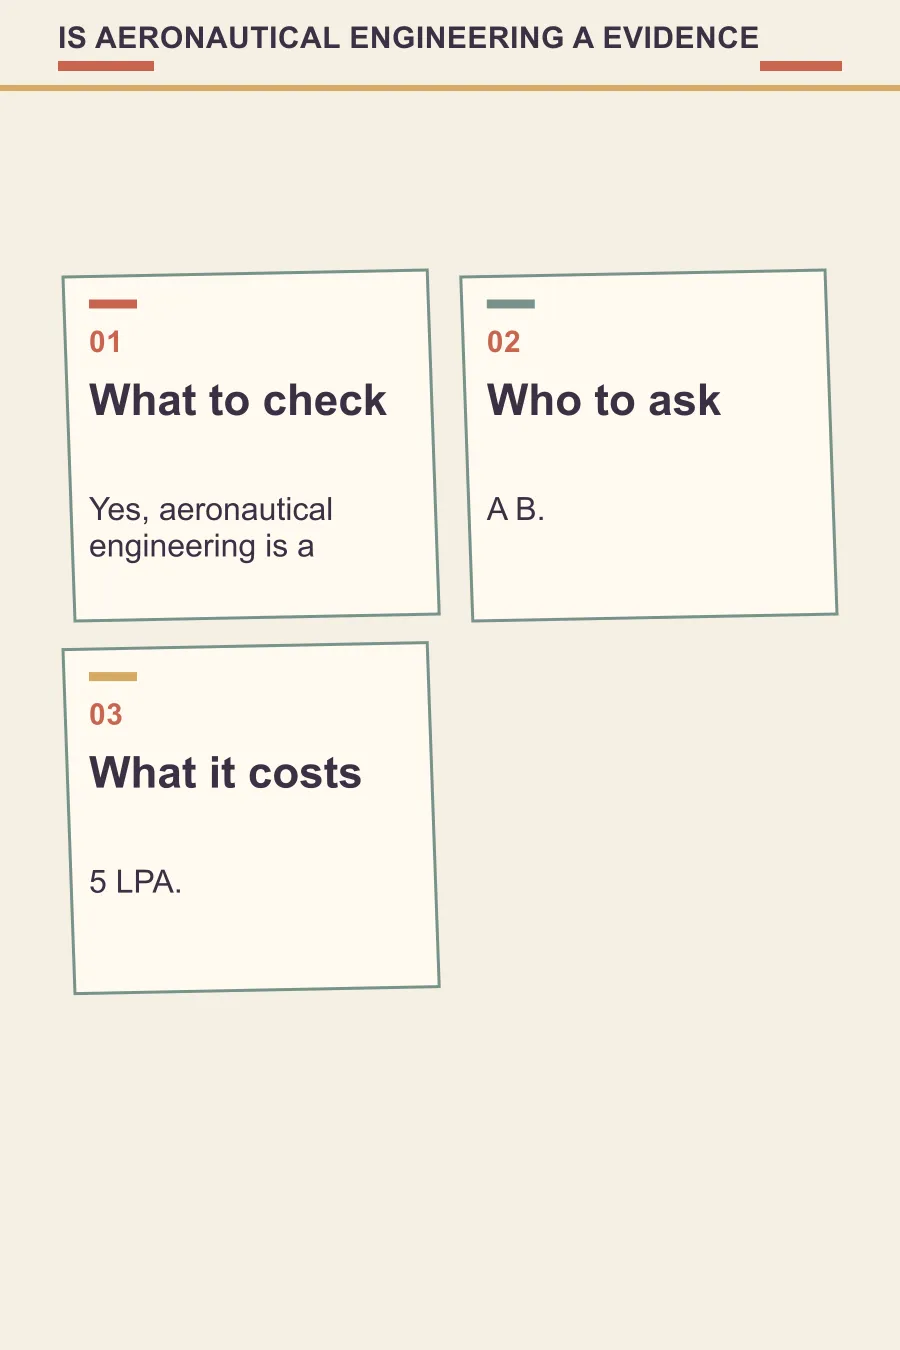 IS AERONAUTICAL ENGINEERING A EVIDENCE
01
What to check
Yes, aeronautical
engineering is a
02
Who to ask
A B.
03
What it costs
5 LPA.